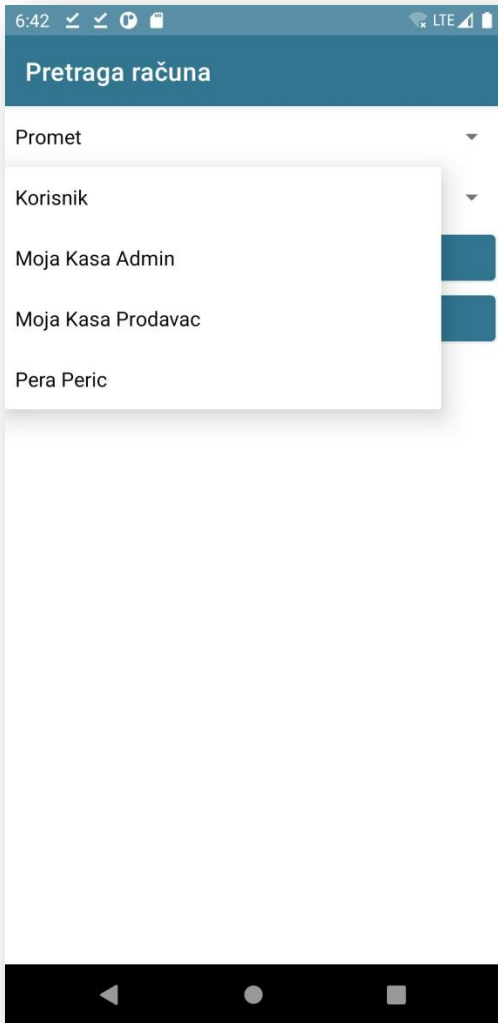 6:42
LTE
Pretraga računa
Promet
Korisnik
Moja Kasa Admin
Moja Kasa Prodavac
Pera Peric